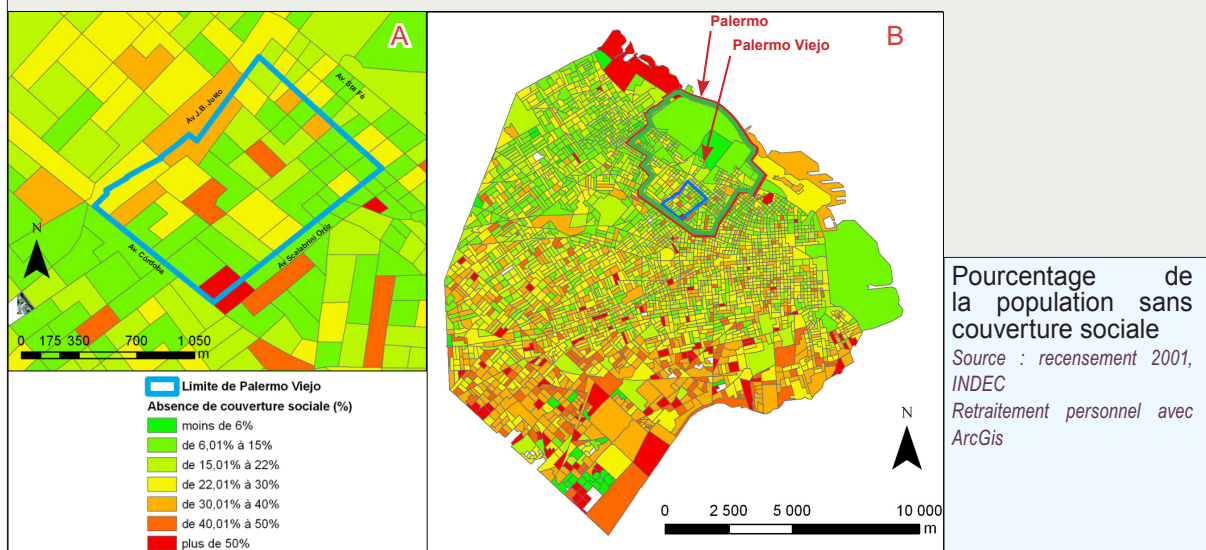 A
Av. J.B. Justo
Av. Sta Fé
Av. Córdoba
Av. Scalabrini Ortiz
N
0 175 350 700 1 050
m
Limite de Palermo Viejo
Absence de couverture sociale (%)
moins de 6%
de 6,01% à 15%
de 15,01% à 22%
de 22,01% à 30%
de 30,01% à 40%
de 40,01% à 50%
plus de 50%
Palermo
B
Palermo Viejo
N
0 2 500 5 000 10 000
m
Pourcentage de
la population sans
couverture sociale
Source : recensement 2001,
INDEC
Retraitement personnel avec
ArcGis